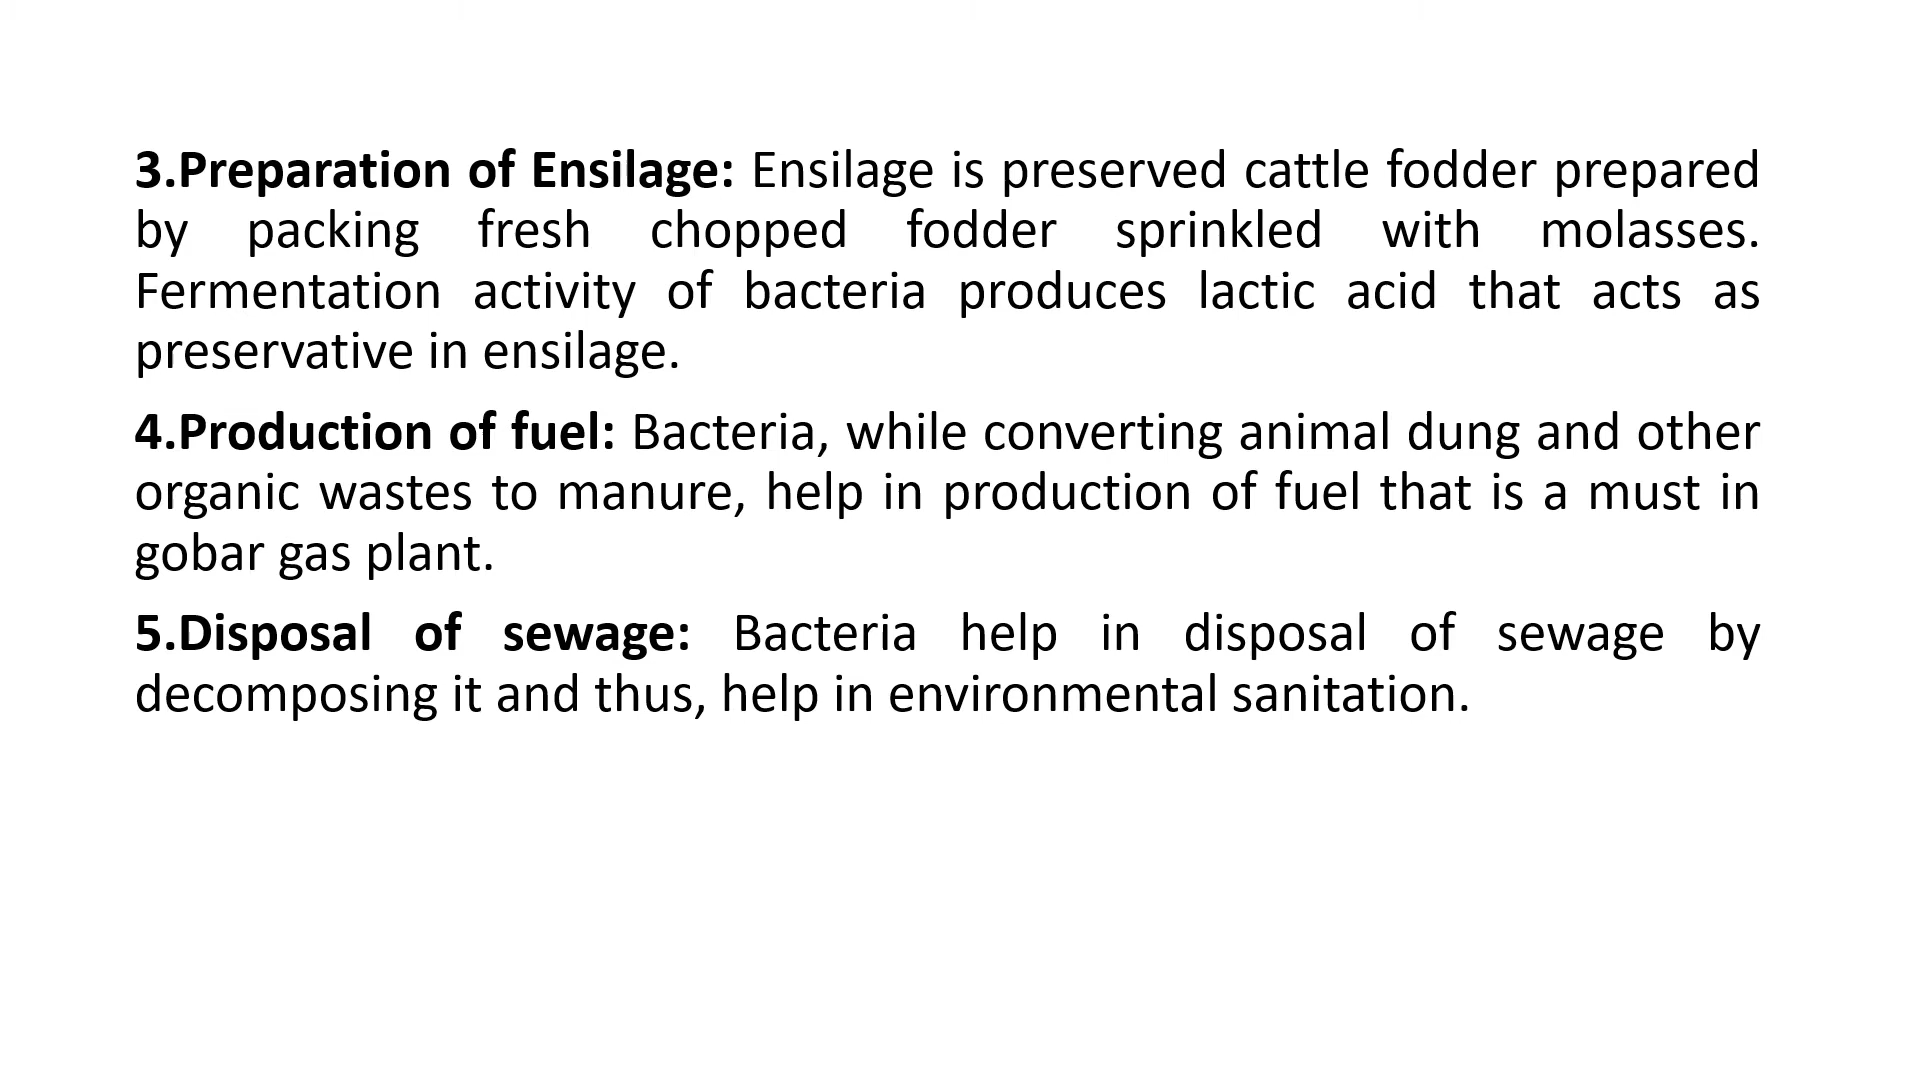 3.Preparation of Ensilage: Ensilage is preserved cattle fodder prepared
by packing fresh chopped fodder sprinkled with molasses.
Fermentation activity of bacteria produces lactic acid that acts as
preservative in ensilage.
4.Production of fuel: Bacteria, while converting animal dung and other
organic wastes to manure, help in production of fuel that is a must in
gobar gas plant.
5.Disposal of sewage: Bacteria help in disposal of sewage by
decomposing it and thus, help in environmental sanitation.